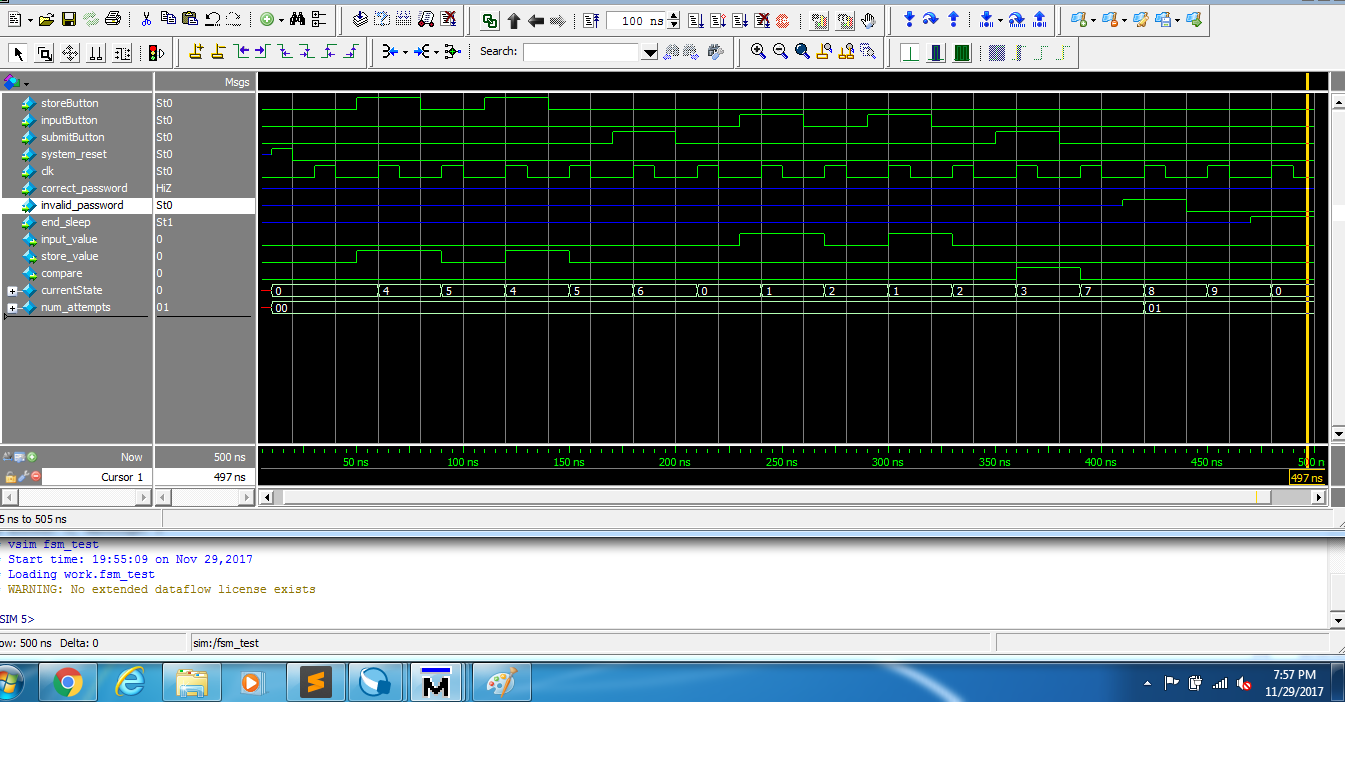 100 ns
Search:
Msgs
storeButton St0
inputButton St0
submitButton St0
system_reset St0
clk St0
correct_password HiZ
invalid_password St0
end_sleep St1
input_value 0
store_value 0
compare 0
currentState 0 0 4 5 4 5 6 0 1 2 1 2 3 7 8 9 0
num_attempts 01 00 01
Now 500 ns 50 ns 100 ns 150 ns 200 ns 250 ns 300 ns 350 ns 400 ns 450 ns 500 n
Cursor 1 497 ns 497 ns
5 ns to 505 ns
vsim fsm_test
Start time: 19:55:09 on Nov 29,2017
Loading work.fsm_test
WARNING: No extended dataflow license exists
SIM 5>
ow: 500 ns Delta: 0 sim:/fsm_test
7:57 PM
11/29/2017